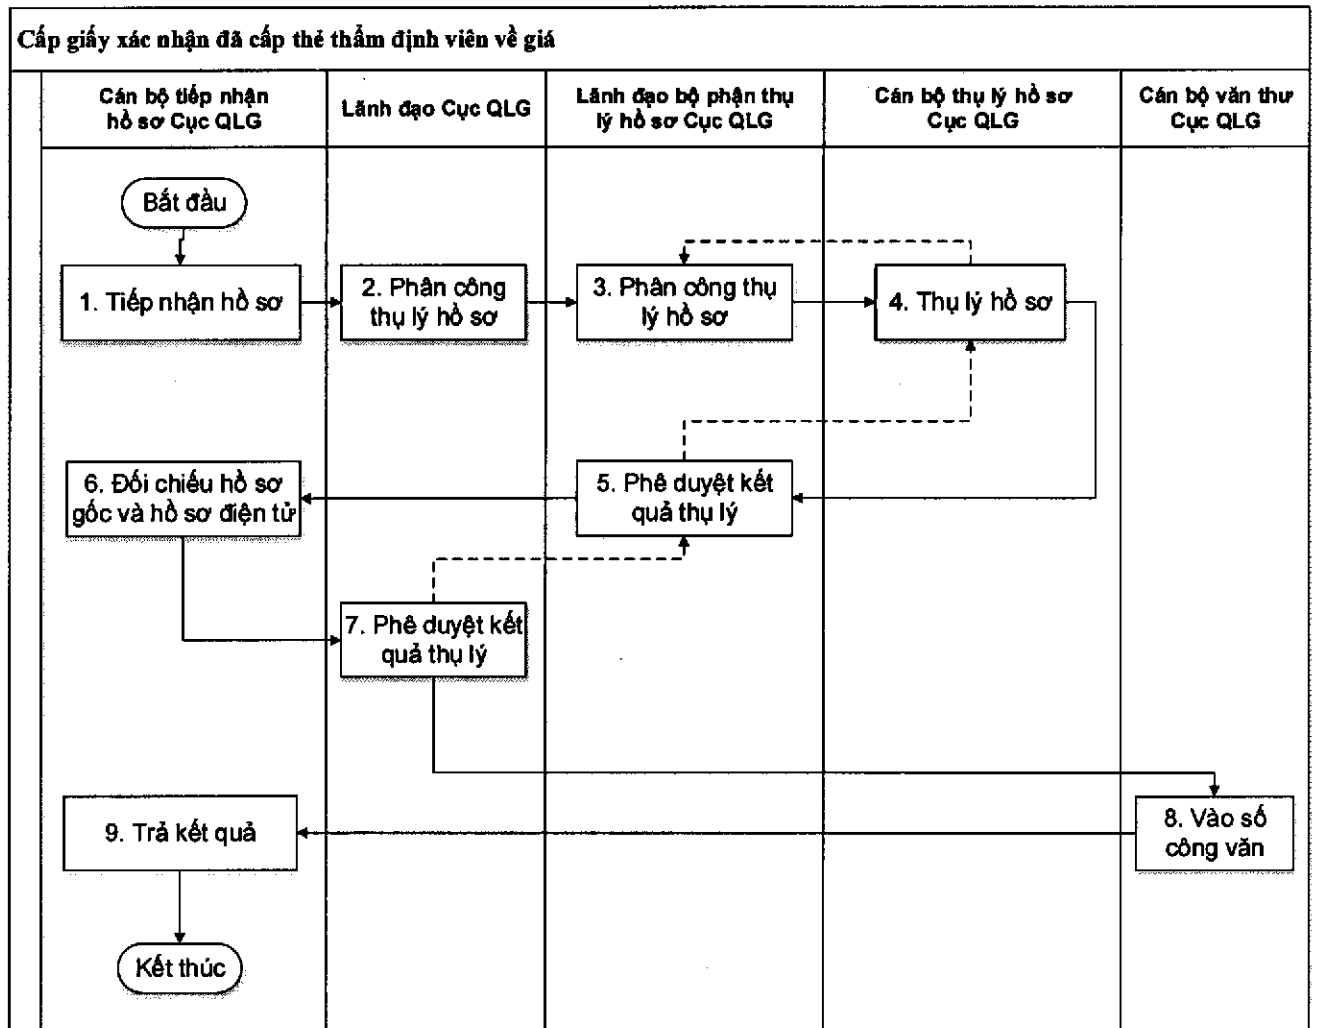 Cấp giấy xác nhận đã cấp thẻ thẩm định viên về giá
Cán bộ tiếp nhận
hồ sơ Cục QLG
Lãnh đạo Cục QLG
Lãnh đạo bộ phận thụ
lý hồ sơ Cục QLG
Cán bộ thụ lý hồ sơ
Cục QLG
Cán bộ văn thư
Cục QLG
Bắt đầu
1. Tiếp nhận hồ sơ
2. Phân công
thụ lý hồ sơ
3. Phân công thụ
lý hồ sơ
4. Thụ lý hồ sơ
5. Phê duyệt kết
quả thụ lý
6. Đối chiếu hồ sơ
gốc và hồ sơ điện tử
7. Phê duyệt kết
quả thụ lý
8. Vào số
công văn
9. Trả kết quả
Kết thúc